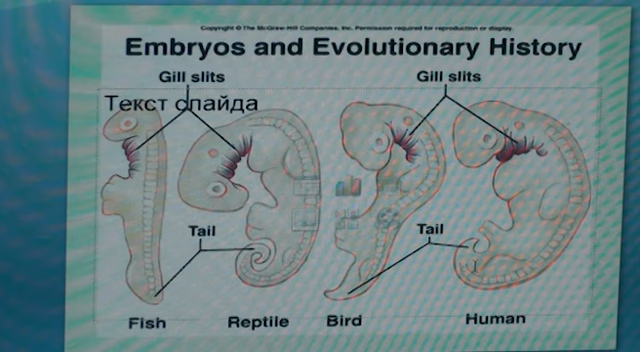 Copyright © The McGraw-Hill Companies, Inc. Permission required for reproduction or display.
Embryos and Evolutionary History
Gill slits Gill slits
Текст слайда
Tail Tail
Fish Reptile Bird Human